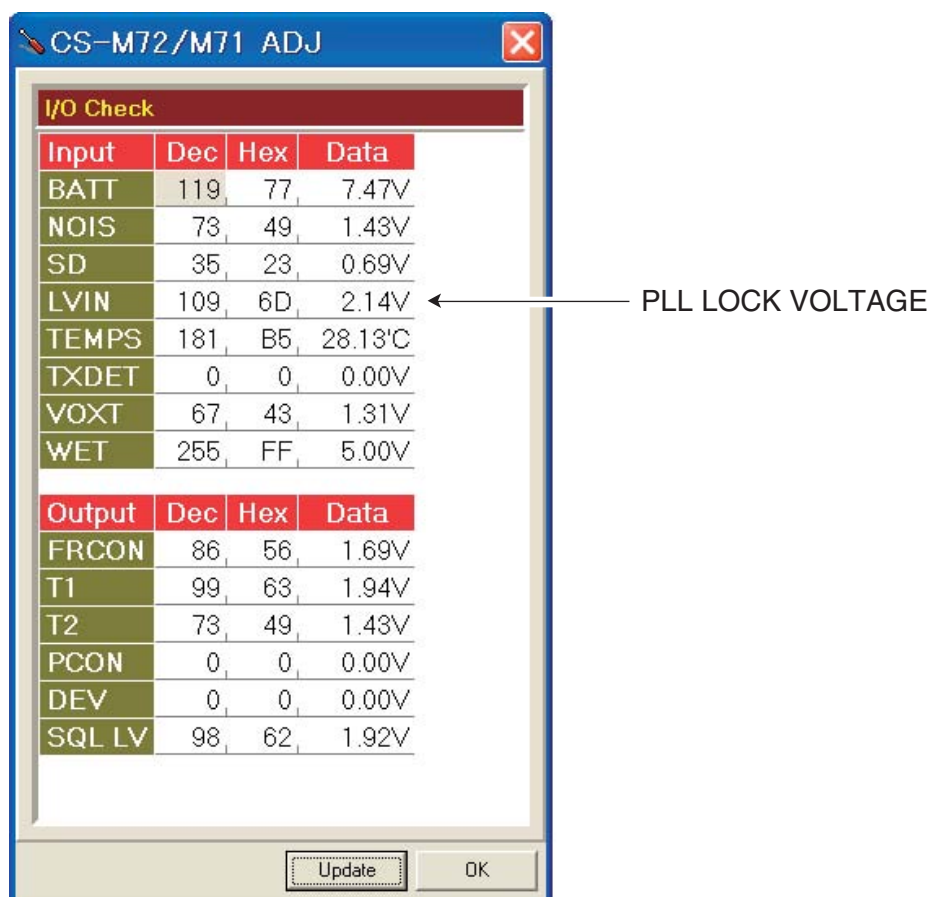 CS-M72/M71 ADJ
I/O Check
Input Dec Hex Data
BATT 119 77 7.47V
NOIS 73 49 1.43V
SD 35 23 0.69V
LVIN 109 6D 2.14V PLL LOCK VOLTAGE
TEMPS 181 B5 28.13'C
TXDET 0 0 0.00V
VOXT 67 43 1.31V
WET 255 FF 5.00V
Output Dec Hex Data
FRCON 86 56 1.69V
T1 99 63 1.94V
T2 73 49 1.43V
PCON 0 0 0.00V
DEV 0 0 0.00V
SQL LV 98 62 1.92V
Update OK